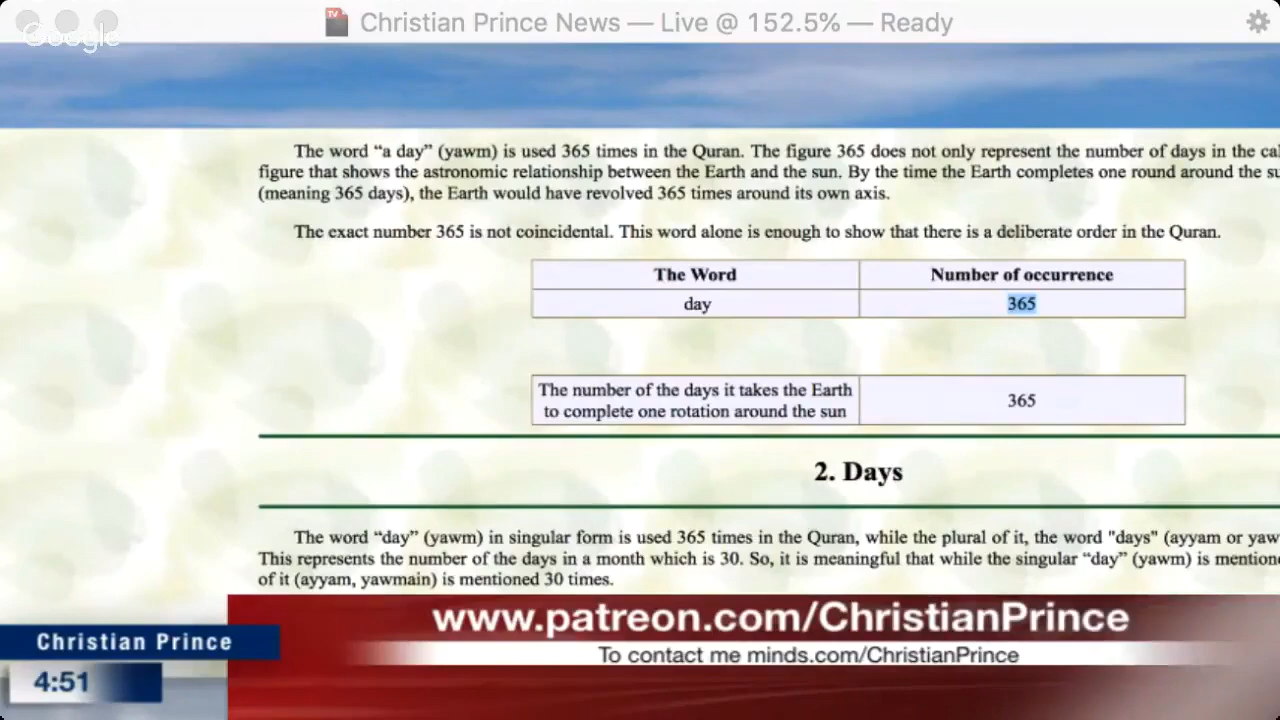 Google
Christian Prince News — Live @ 152.5% — Ready
TV
The word “a day” (yawm) is used 365 times in the Quran. The figure 365 does not only represent the number of days in the cal
figure that shows the astronomic relationship between the Earth and the sun. By the time the Earth completes one round around the su
(meaning 365 days), the Earth would have revolved 365 times around its own axis.
The exact number 365 is not coincidental. This word alone is enough to show that there is a deliberate order in the Quran.
The Word Number of occurrence
day 365
The number of the days it takes the Earth
to complete one rotation around the sun
365
2. Days
The word “day” (yawm) in singular form is used 365 times in the Quran, while the plural of it, the word "days" (ayyam or yaw
This represents the number of the days in a month which is 30. So, it is meaningful that while the singular “day” (yawm) is mention
of it (ayyam, yawmain) is mentioned 30 times.
www.patreon.com/ChristianPrince
Christian Prince
To contact me minds.com/ChristianPrince
4:51